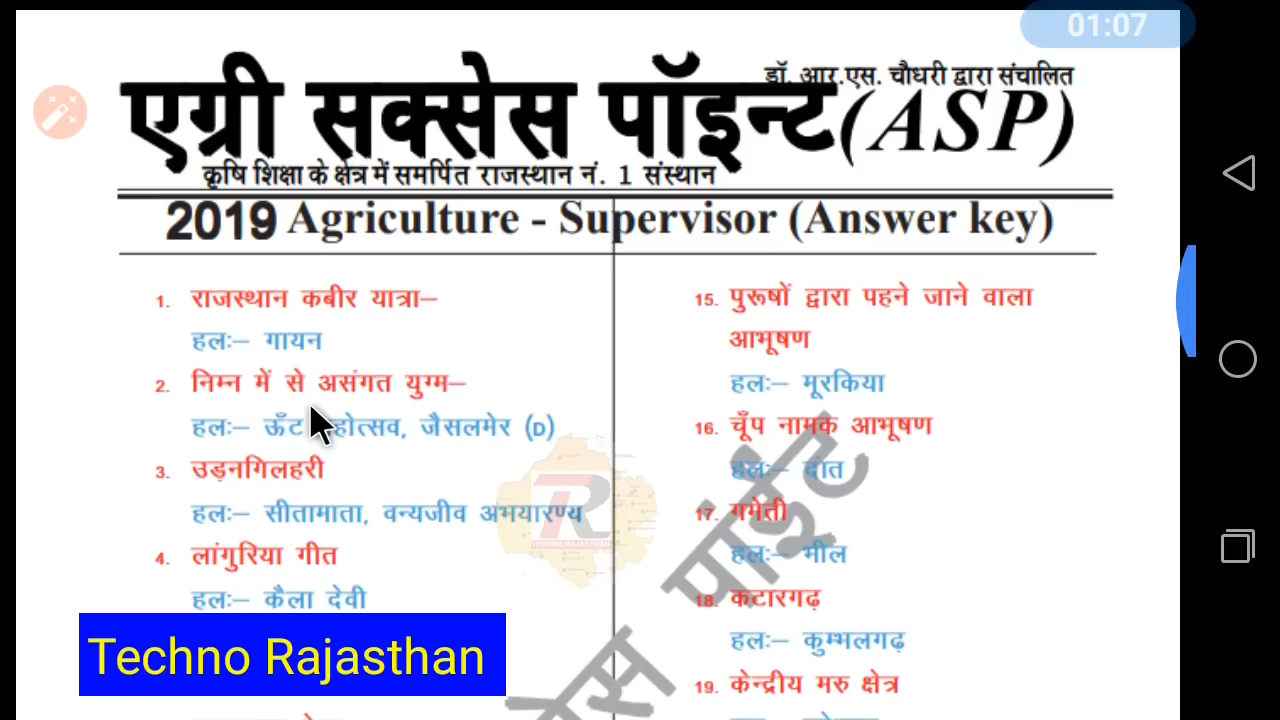 01:07
डॉ. आर.एस. चौधरी द्वारा संचालित
एग्री सक्सेस पॉइन्ट(ASP)
कृषि शिक्षा के क्षेत्र में समर्पित राजस्थान नं. 1 संस्थान
2019 Agriculture - Supervisor (Answer key)
1. राजस्थान कबीर यात्रा–
हलः– गायन
2. निम्न में से असंगत युग्म–
हलः– ऊँट होत्सव, जैसलमेर (D)
3. उड़नगिलहरी
हलः– सीतामाता, वन्यजीव अभयारण्य
4. लांगुरिया गीत
हलः– कैला देवी
15. पुरूषों द्वारा पहने जाने वाला
आभूषण
हलः– मूरकिया
16. चूँप नामक आभूषण
हलः– दांत
17. गमेती
हलः– भील
18. कटारगढ़
हलः– कुम्भलगढ़
19. केन्द्रीय मरु क्षेत्र
पाईंट
TR
TECHNO RAJASTHAN
Techno Rajasthan